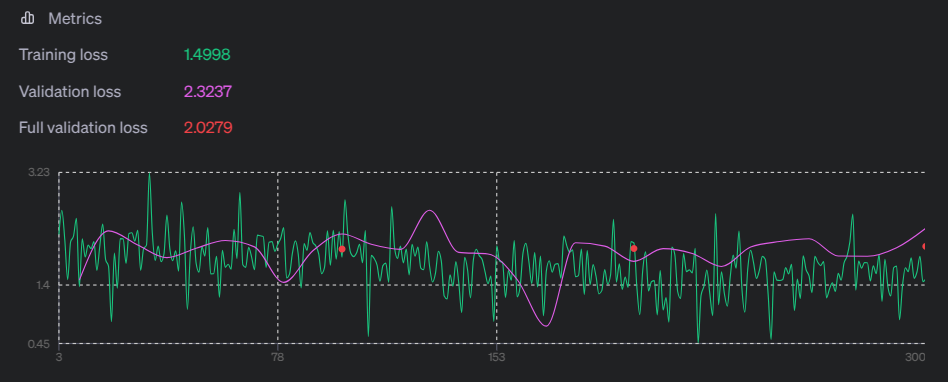 Metrics
Training loss 1.4998
Validation loss 2.3237
Full validation loss 2.0279
3.23
1.4
0.45
3 78 153 300